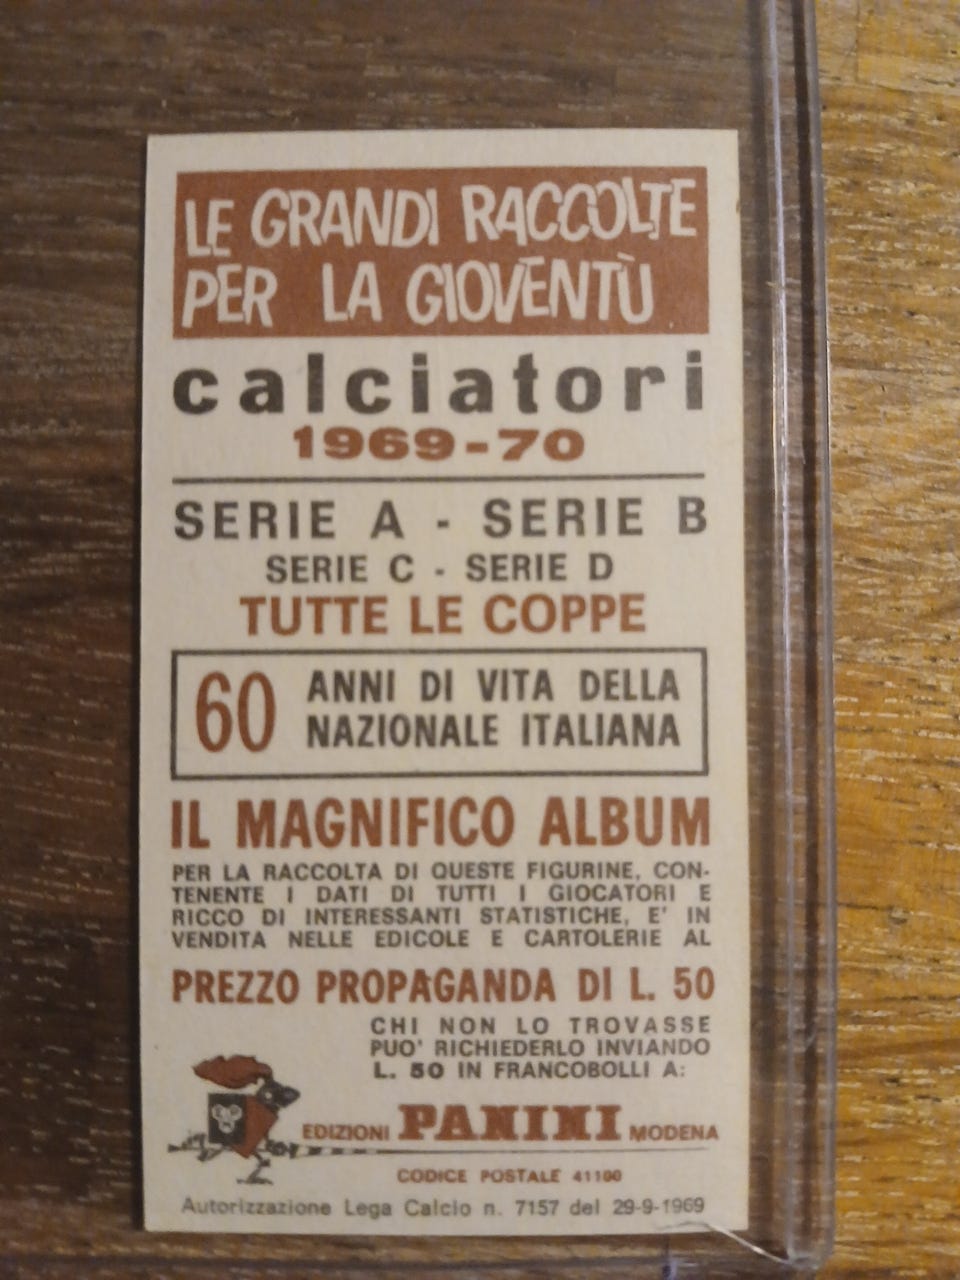 LE GRANDI RACCOLTE
PER LA GIOVENTÙ
calciatori
1969-70
SERIE A - SERIE B
SERIE C - SERIE D
TUTTE LE COPPE
60 ANNI DI VITA DELLA
NAZIONALE ITALIANA
IL MAGNIFICO ALBUM
PER LA RACCOLTA DI QUESTE FIGURINE, CON-
TENENTE I DATI DI TUTTI I GIOCATORI E
RICCO DI INTERESSANTI STATISTICHE, E' IN
VENDITA NELLE EDICOLE E CARTOLERIE AL
PREZZO PROPAGANDA DI L. 50
CHI NON LO TROVASSE
PUO' RICHIEDERLO INVIANDO
L. 50 IN FRANCOBOLLI A:
EDIZIONI PANINI MODENA
CODICE POSTALE 41100
Autorizzazione Lega Calcio n. 7157 del 29-9-1969